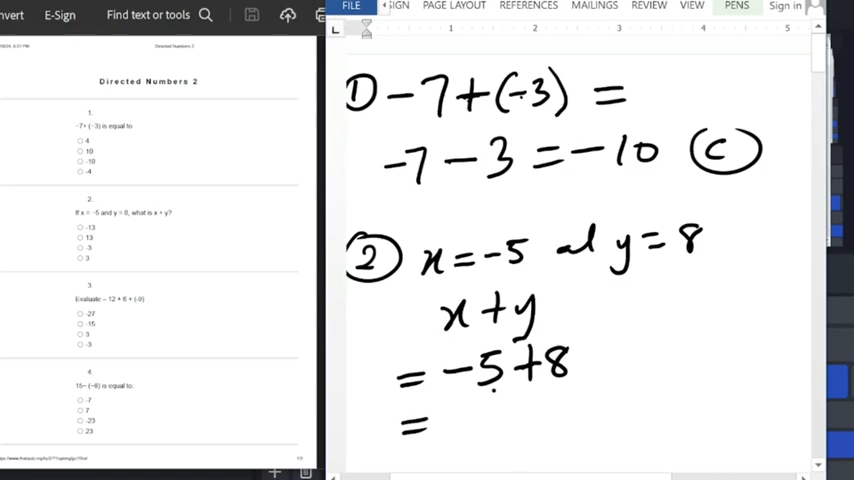 nvert E-Sign Find text or tools
Directed Numbers 2
Directed Numbers 2
1.
−7+ (−3) is equal to
4
10
-10
-4
2.
If x = −5 and y = 8, what is x + y?
-13
13
-3
3
3.
Evaluate − 12 + 6 + (-9)
-27
-15
3
-3
4.
15− (−8) is equal to:
-7
7
-23
23
FILE SIGN PAGE LAYOUT REFERENCES MAILINGS REVIEW VIEW PENS Sign in
L 1 2 3 4 5
① -7+(-3) =
-7-3=-10 Ⓒ
② x=-5 y=8
x+y
= -5+8
=